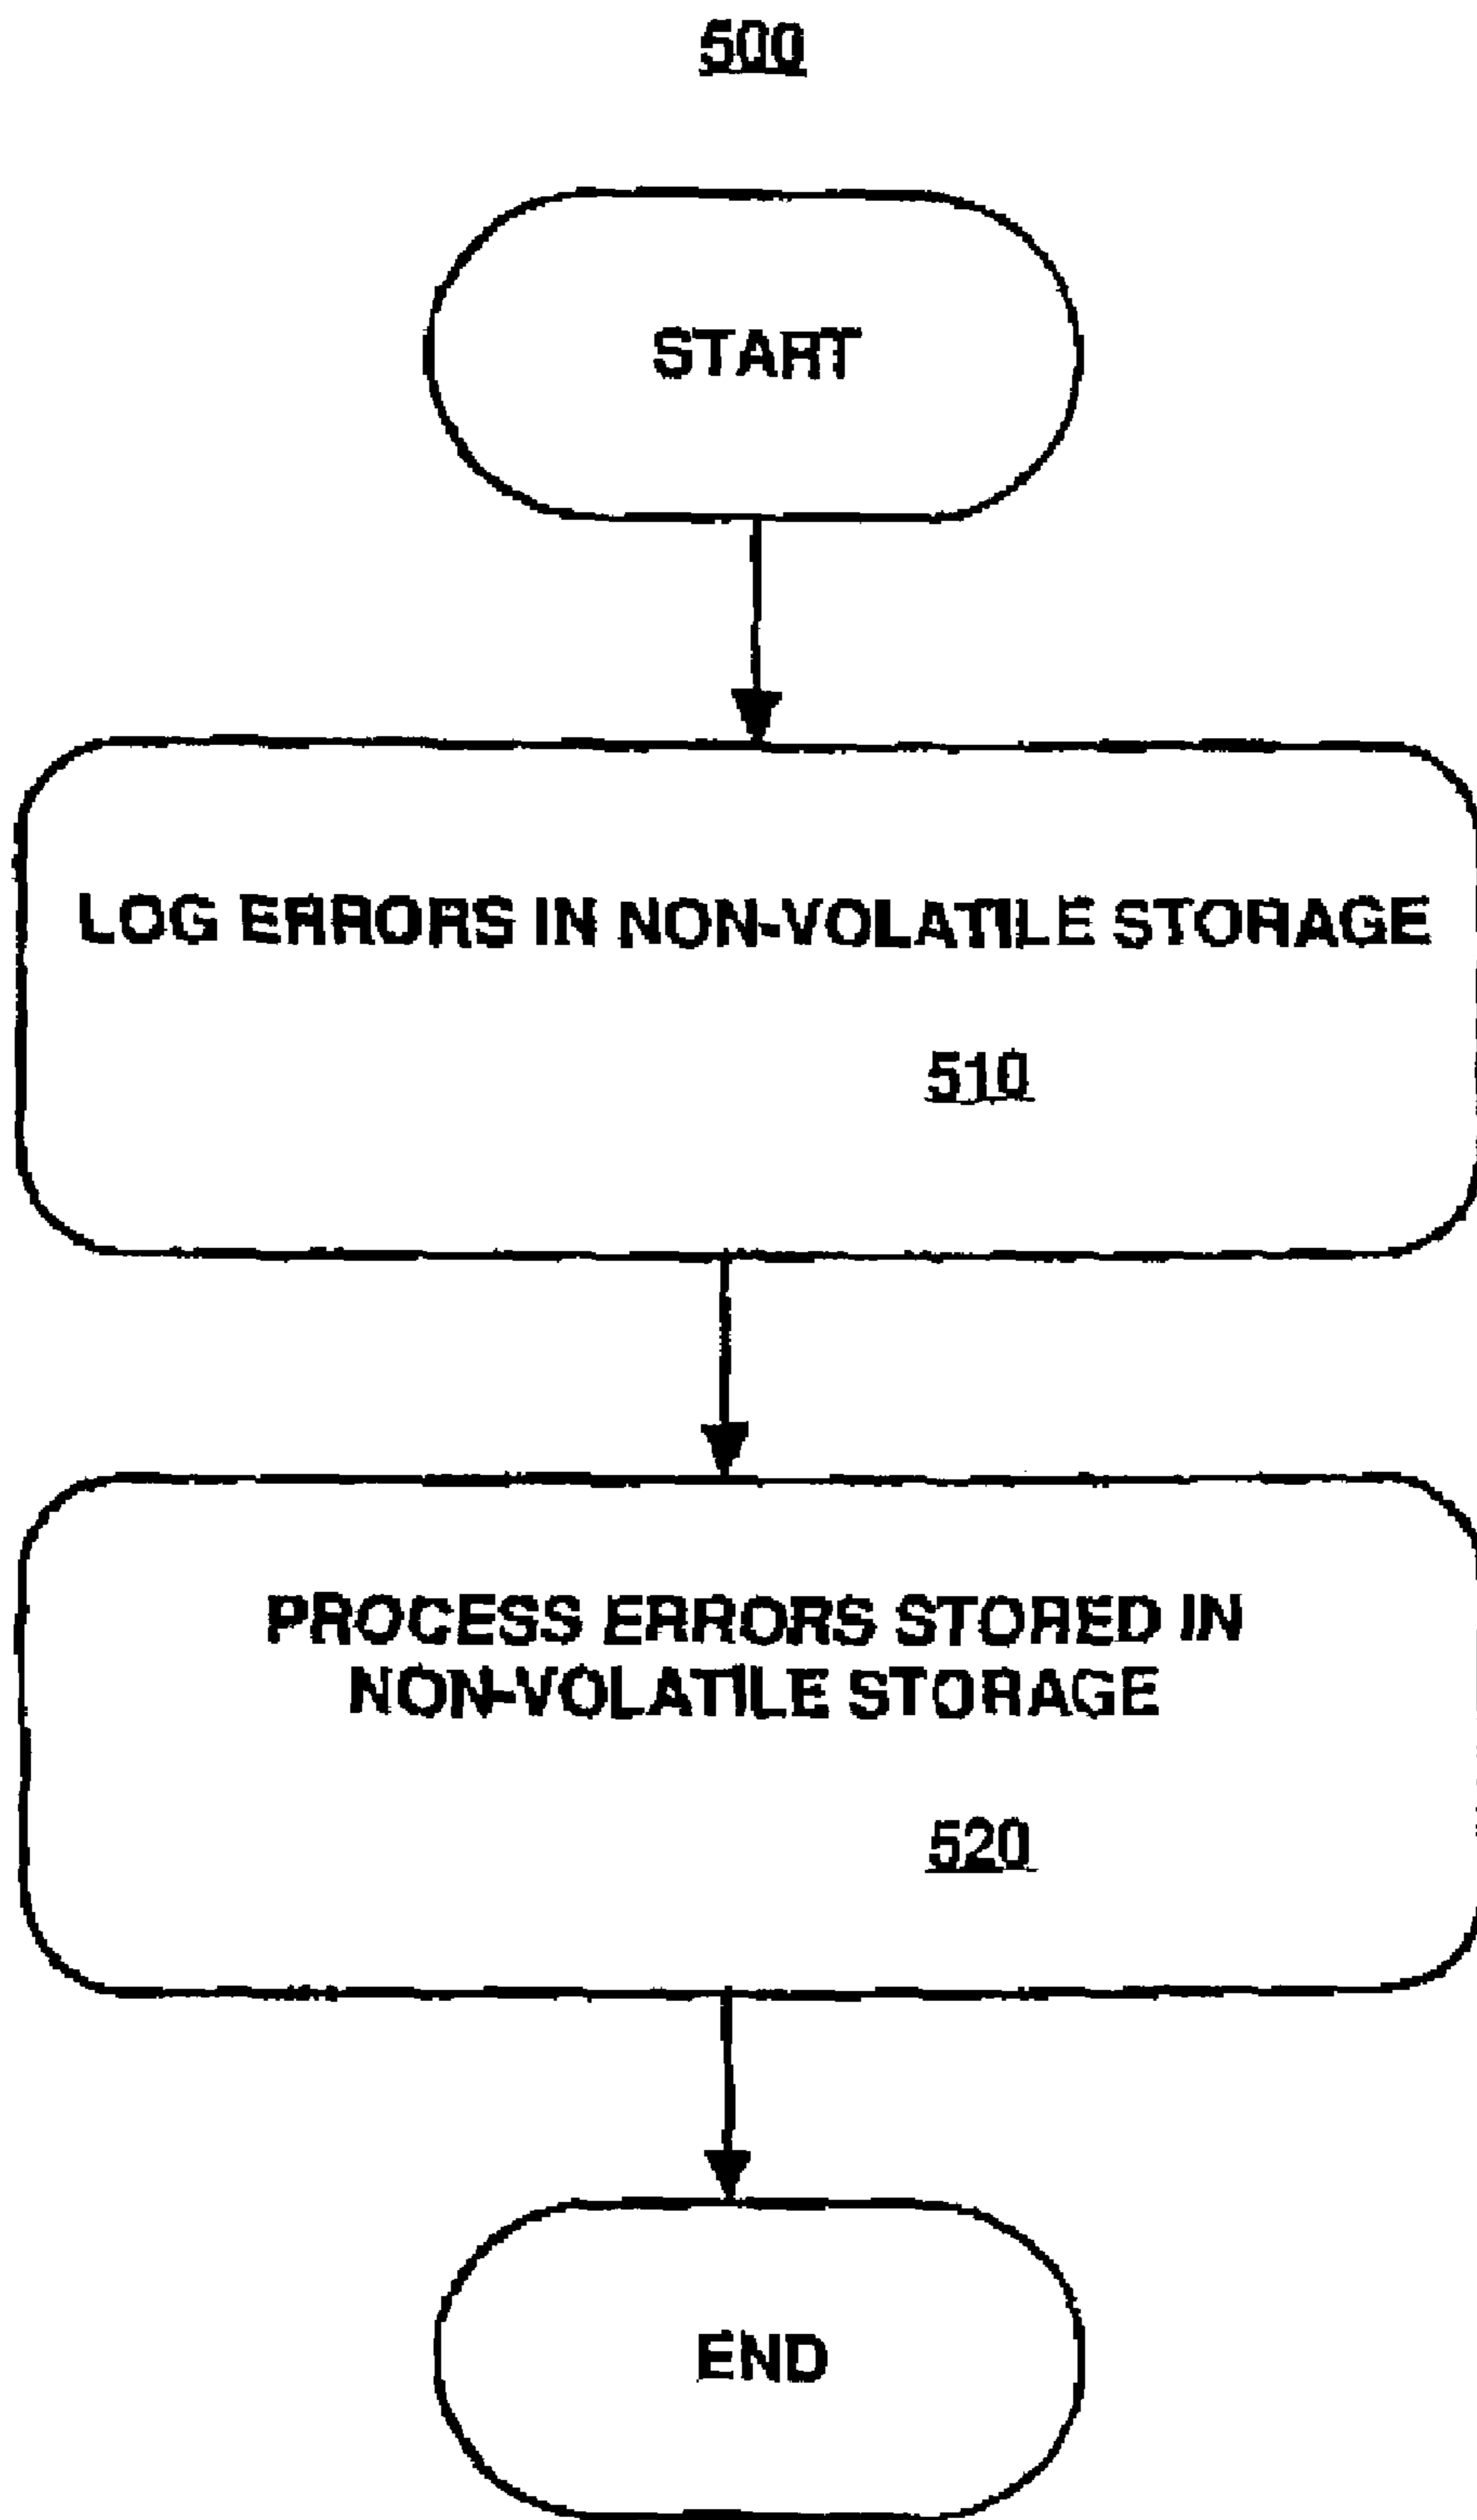 500
START
LOG ERRORS IN NON-VOLATILE STORAGE
510
PROCESS ERRORS STORED IN
NON-VOLATILE STORAGE
520
END